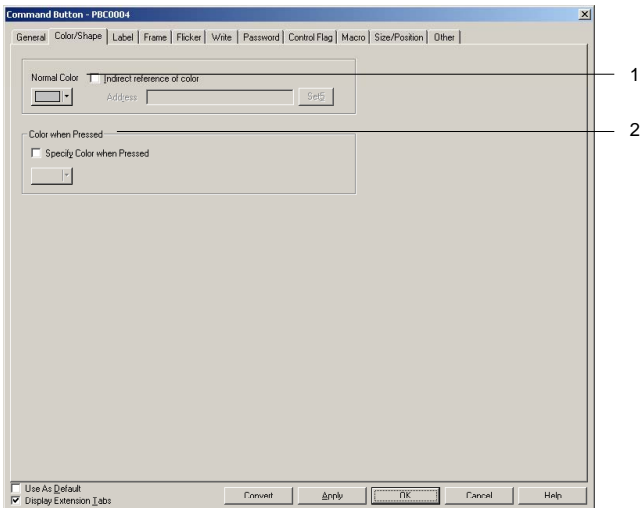 Command Button - PBC0004
General Color/Shape Label Frame Flicker Write Password Control Flag Macro Size/Position Other
Normal Color Indirect reference of color 1
Address Set5
Color when Pressed 2
Specify Color when Pressed
Use As Default
Display Extension Tabs Convert Apply OK Cancel Help